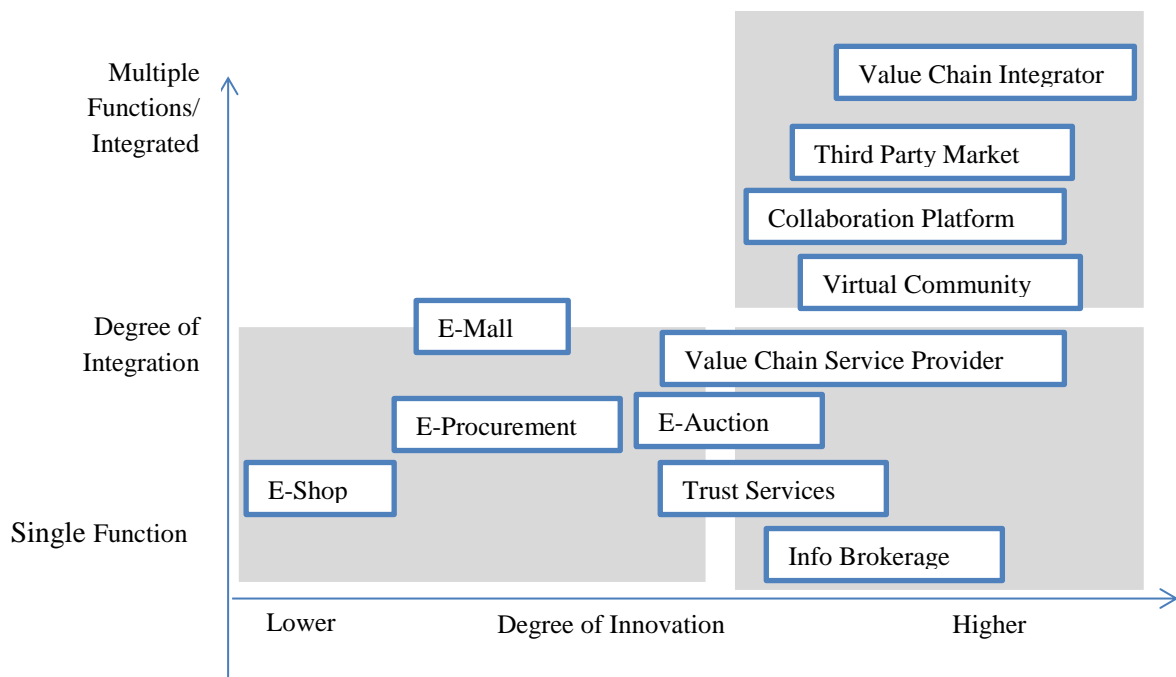 Multiple
Functions/
Integrated
Value Chain Integrator
Third Party Market
Collaboration Platform
Virtual Community
Degree of
Integration
E-Mall
Value Chain Service Provider
E-Procurement
E-Auction
E-Shop
Trust Services
Single Function
Info Brokerage
Lower
Degree of Innovation
Higher